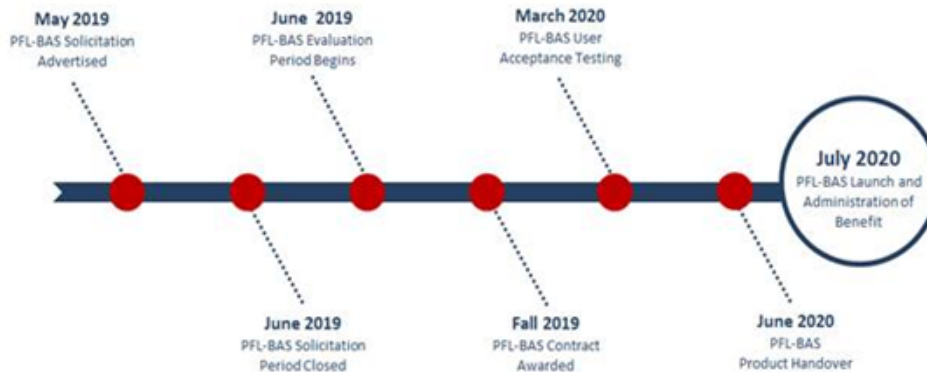 May 2019
PFL-BAS Solicitation
Advertised
June 2019
PFL-BAS Evaluation
Period Begins
March 2020
PFL-BAS User
Acceptance Testing
July 2020
PFL-BAS Launch and
Administration of
Benefit
June 2019
PFL-BAS Solicitation
Period Closed
Fall 2019
PFL-BAS Contract
Awarded
June 2020
PFL-BAS
Product Handover